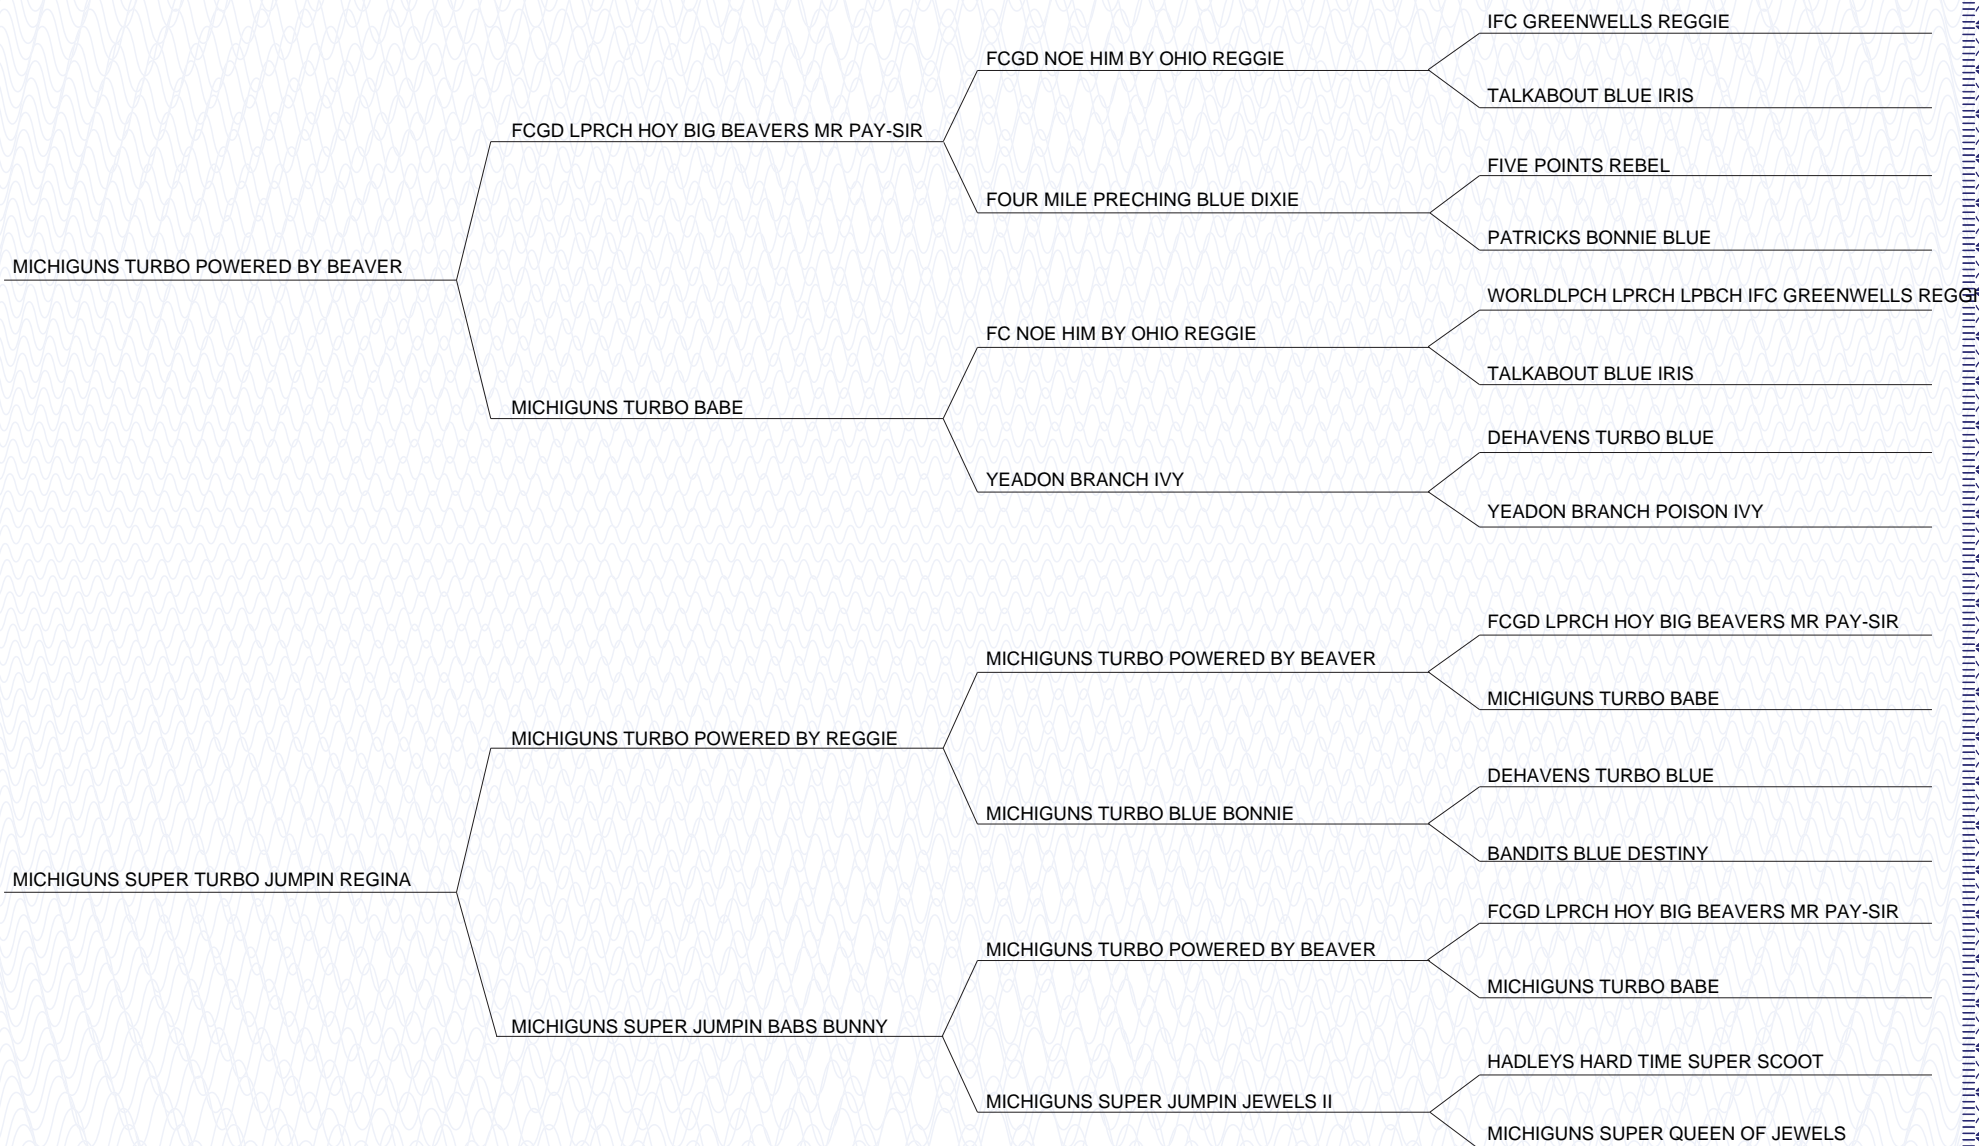 IFC GREENWELLS REGGIE
FCGD NOE HIM BY OHIO REGGIE
TALKABOUT BLUE IRIS
FCGD LPRCH HOY BIG BEAVERS MR PAY-SIR
FIVE POINTS REBEL
FOUR MILE PRECHING BLUE DIXIE
PATRICKS BONNIE BLUE
MICHIGUNS TURBO POWERED BY BEAVER
WORLDLPCH LPRCH LPBCH IFC GREENWELLS
FC NOE HIM BY OHIO REGGIE
TALKABOUT BLUE IRIS
MICHIGUNS TURBO BABE
DEHAVENS TURBO BLUE
YEADON BRANCH IVY
YEADON BRANCH POISON IVY
FCGD LPRCH HOY BIG BEAVERS MR PAY-SIR
MICHIGUNS TURBO POWERED BY BEAVER
MICHIGUNS TURBO BABE
MICHIGUNS TURBO POWERED BY REGGIE
DEHAVENS TURBO BLUE
MICHIGUNS TURBO BLUE BONNIE
BANDITS BLUE DESTINY
MICHIGUNS SUPER TURBO JUMPIN REGINA
FCGD LPRCH HOY BIG BEAVERS MR PAY-SIR
MICHIGUNS TURBO POWERED BY BEAVER
MICHIGUNS TURBO BABE
MICHIGUNS SUPER JUMPIN BABS BUNNY
HADLEYS HARD TIME SUPER SCOOT
MICHIGUNS SUPER JUMPIN JEWELS II
MICHIGUNS SUPER QUEEN OF JEWELS